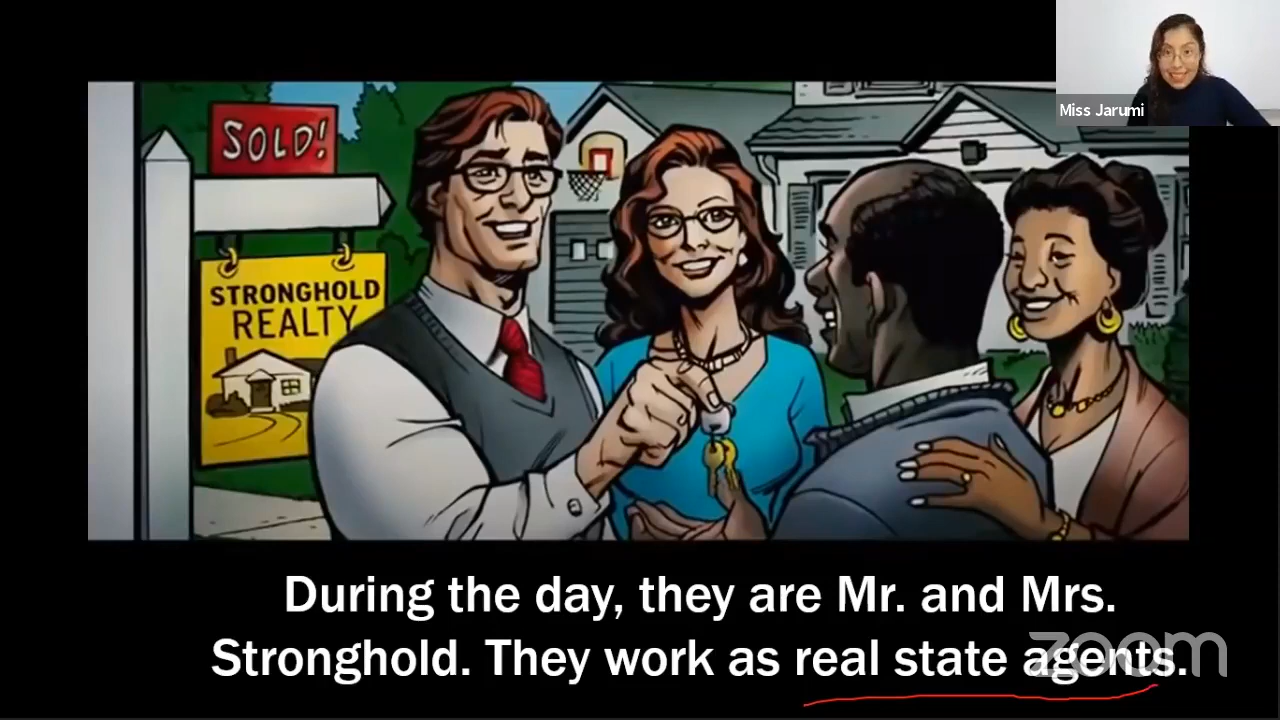 Miss Jarumi
SOLD!
STRONGHOLD
REALTY
During the day, they are Mr. and Mrs.
Stronghold. They work as real state agents.
zoom